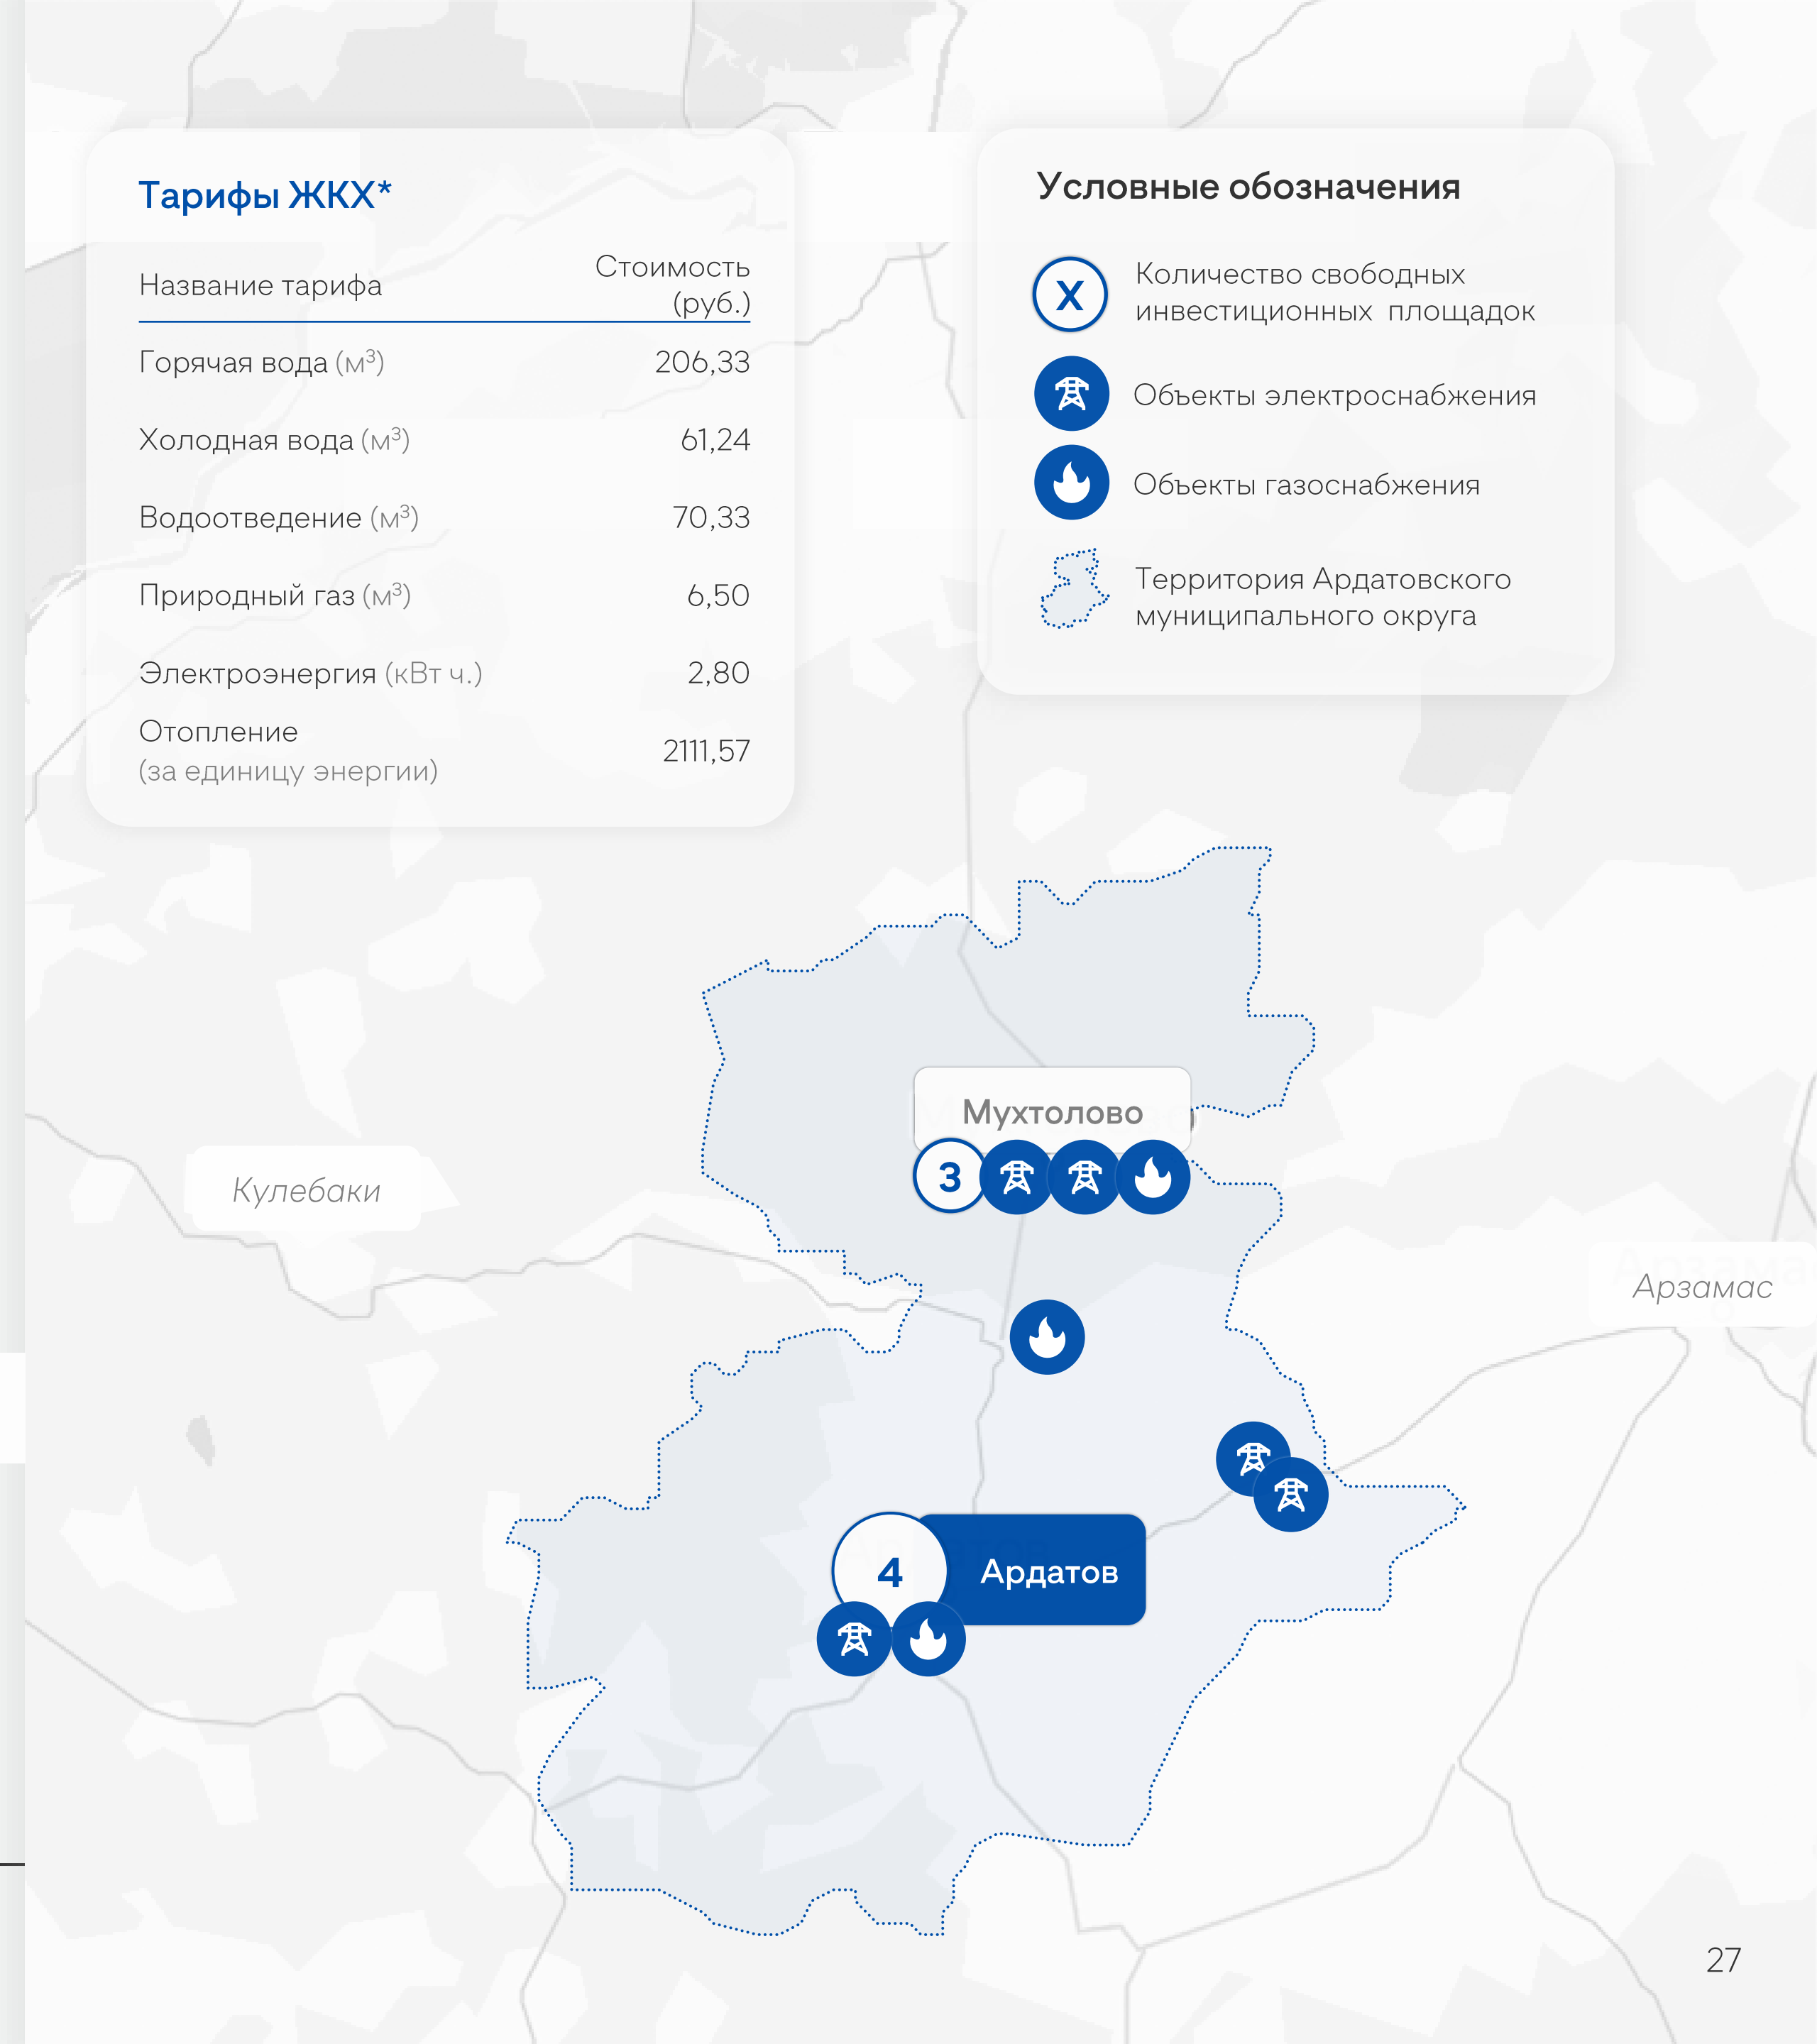 Тарифы ЖКХ*
Название тарифа
Стоимость
(руб.)
Горячая вода (м³) 206,33
Холодная вода (м³) 61,24
Водоотведение (м³) 70,33
Природный газ (м³) 6,50
Электроэнергия (кВт ч.) 2,80
Отопление
(за единицу энергии)
2111,57
Условные обозначения
X
Количество свободных
инвестиционных площадок
Объекты электроснабжения
Объекты газоснабжения
Территория Ардатовского
муниципального округа
Мухтолово
3
Кулебаки
Арзамас
4
Ардатов
27